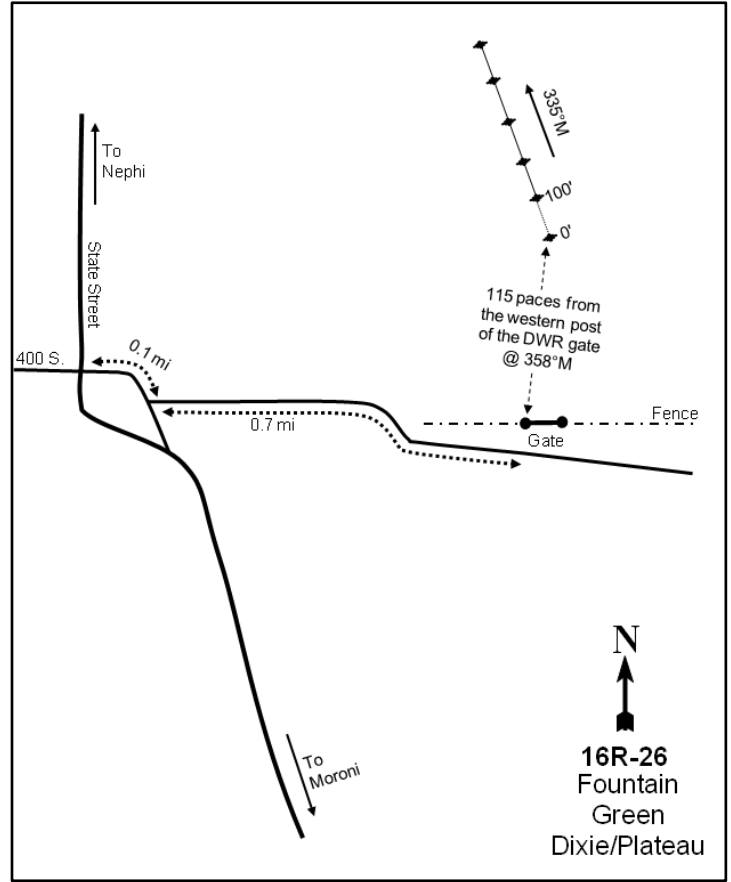 335°M
100'
0'
To
Nephi
State Street
115 paces from
the western post
of the DWR gate
@ 358°M
0.1 mi
400 S.
0.7 mi
Fence
Gate
N
To
Moroni
16R-26
Fountain
Green
Dixie/Plateau